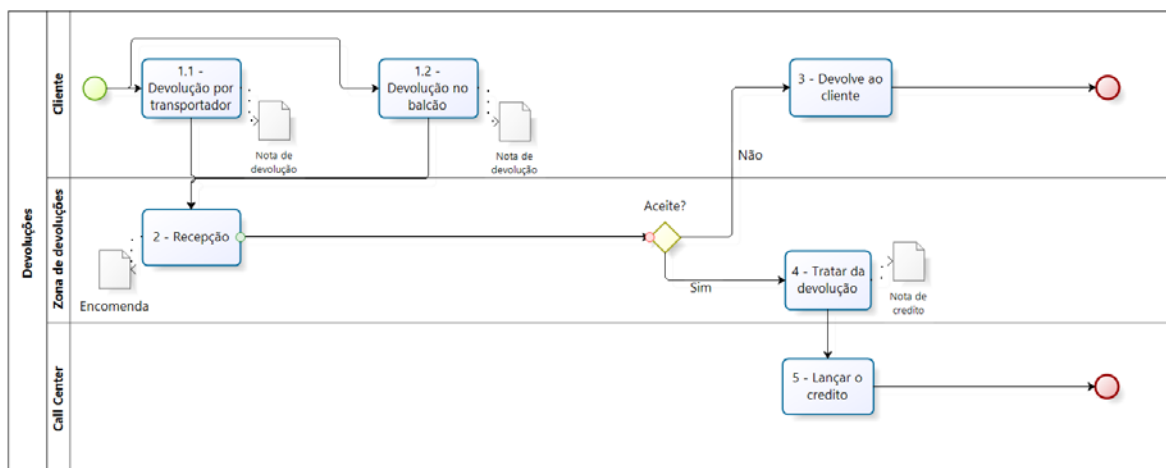 Devoluções
Cliente
1.1 -
Devolução por
transportador
Nota de
devolução
1.2 -
Devolução no
balcão
Nota de
devolução
3 - Devolve ao
cliente
Não
Zona de devoluções
2 - Recepção
Encomenda
Aceite?
Sim
4 - Tratar da
devolução
Nota de
credito
Call Center
5 - Lançar o
credito